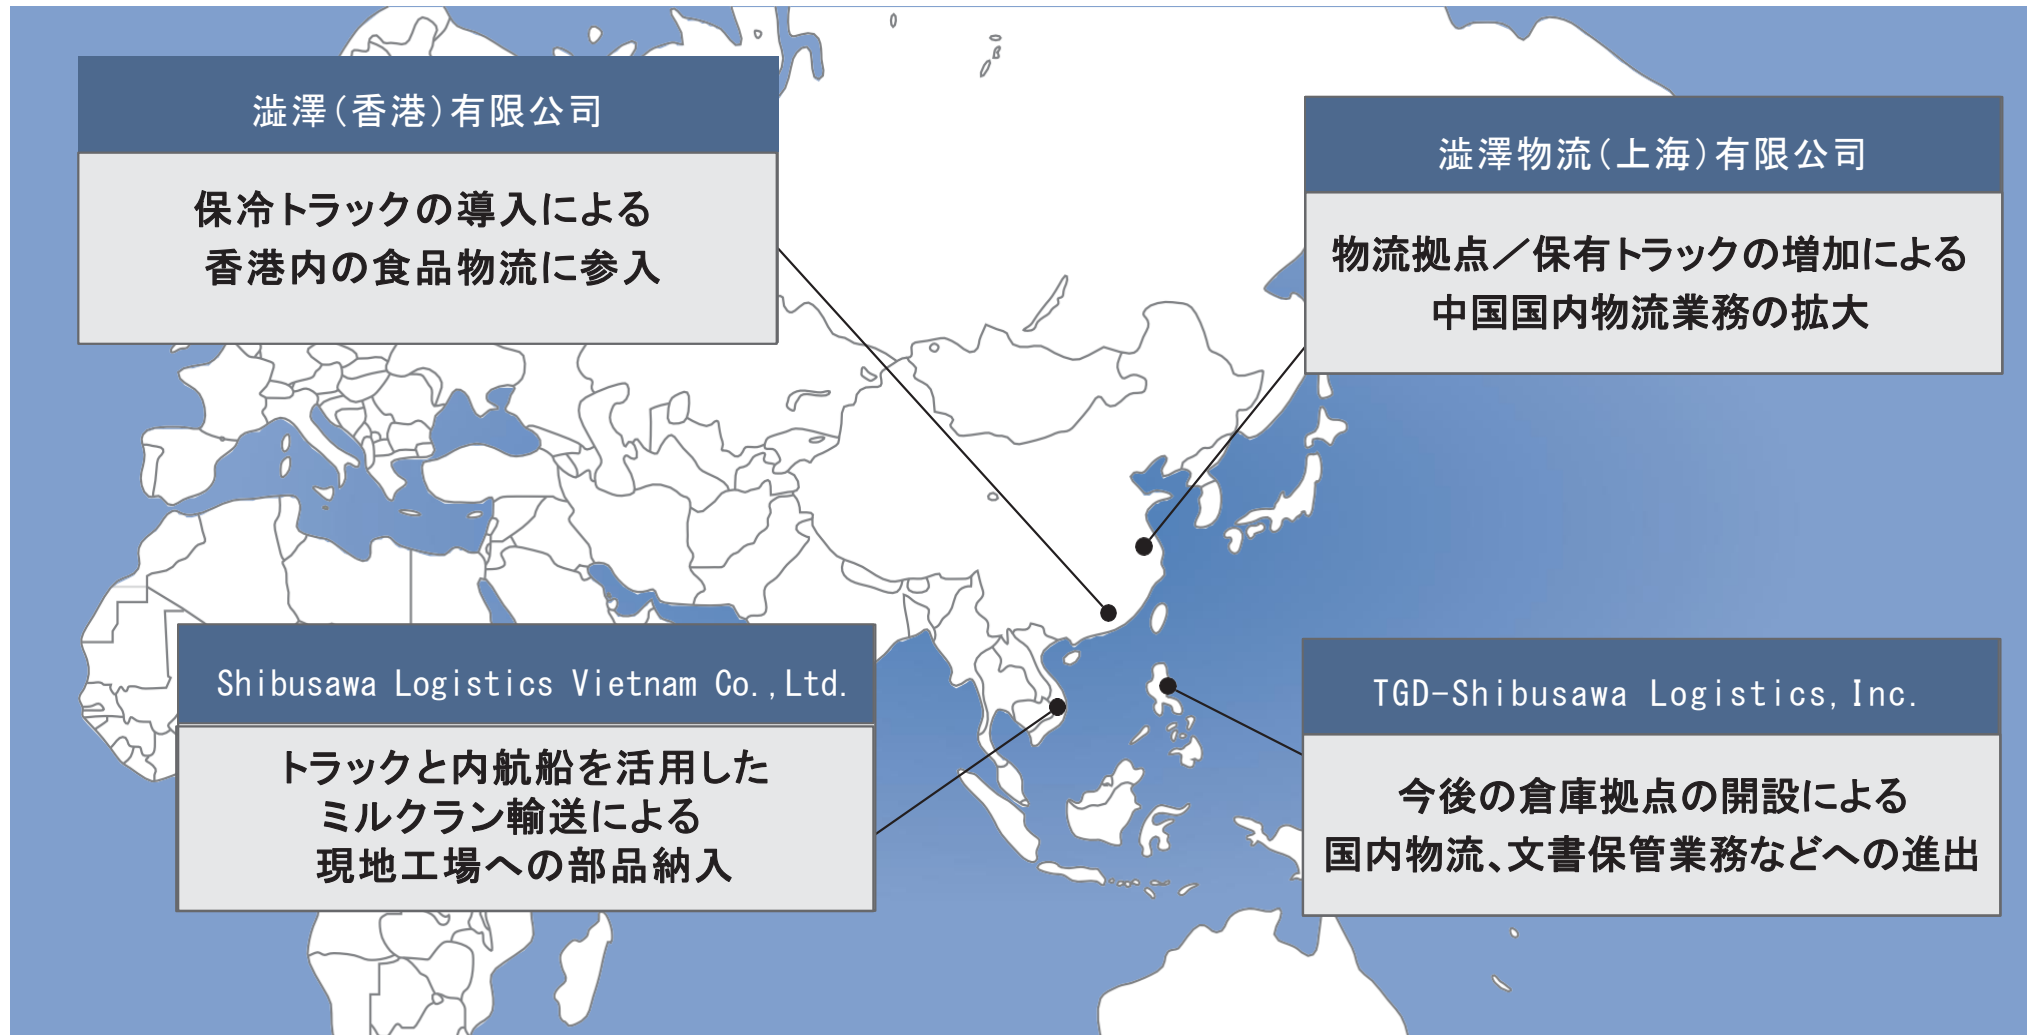 澁澤(香港)有限公司
保冷トラックの導入による
香港内の食品物流に参入
澁澤物流(上海)有限公司
物流拠点／保有トラックの増加による
中国国内物流業務の拡大
Shibusawa Logistics Vietnam Co.,Ltd.
トラックと内航船を活用した
ミルクラン輸送による
現地工場への部品納入
TGD-Shibusawa Logistics,Inc.
今後の倉庫拠点の開設による
国内物流、文書保管業務などへの進出